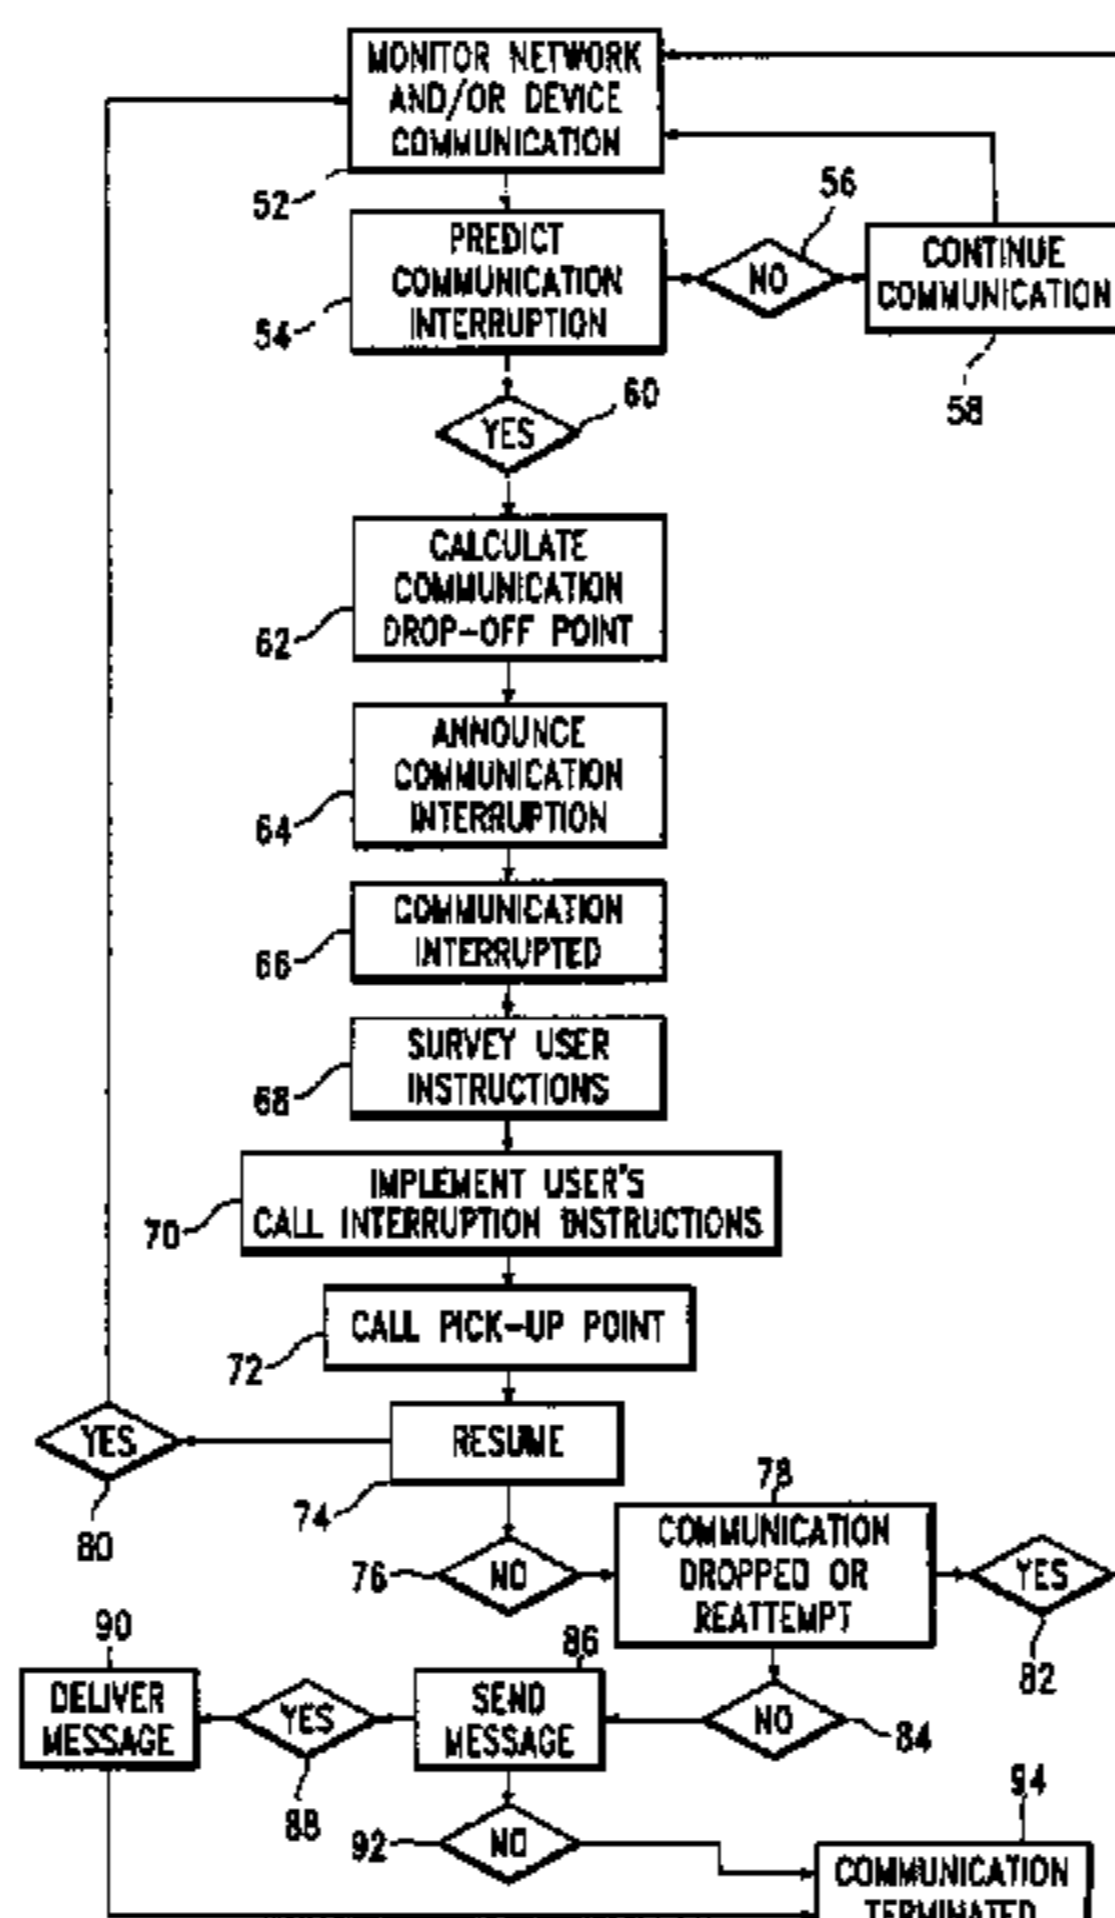 MONITOR NETWORK
AND/OR DEVICE
COMMUNICATION
52
PREDICT
COMMUNICATION
INTERRUPTION
54
NO
56
CONTINUE
COMMUNICATION
58
YES
60
CALCULATE
COMMUNICATION
DROP-OFF POINT
62
ANNOUNCE
COMMUNICATION
INTERRUPTION
64
COMMUNICATION
INTERRUPTED
66
SURVEY USER
INSTRUCTIONS
68
IMPLEMENT USER'S
CALL INTERRUPTION INSTRUCTIONS
70
CALL PICK-UP POINT
72
RESUME
74
YES
80
NO
76
78
COMMUNICATION
DROPPED OR
REATTEMPT
YES
82
NO
84
86
SEND
MESSAGE
YES
88
90
DELIVER
MESSAGE
NO
92
94
COMMUNICATION
TERMINATED